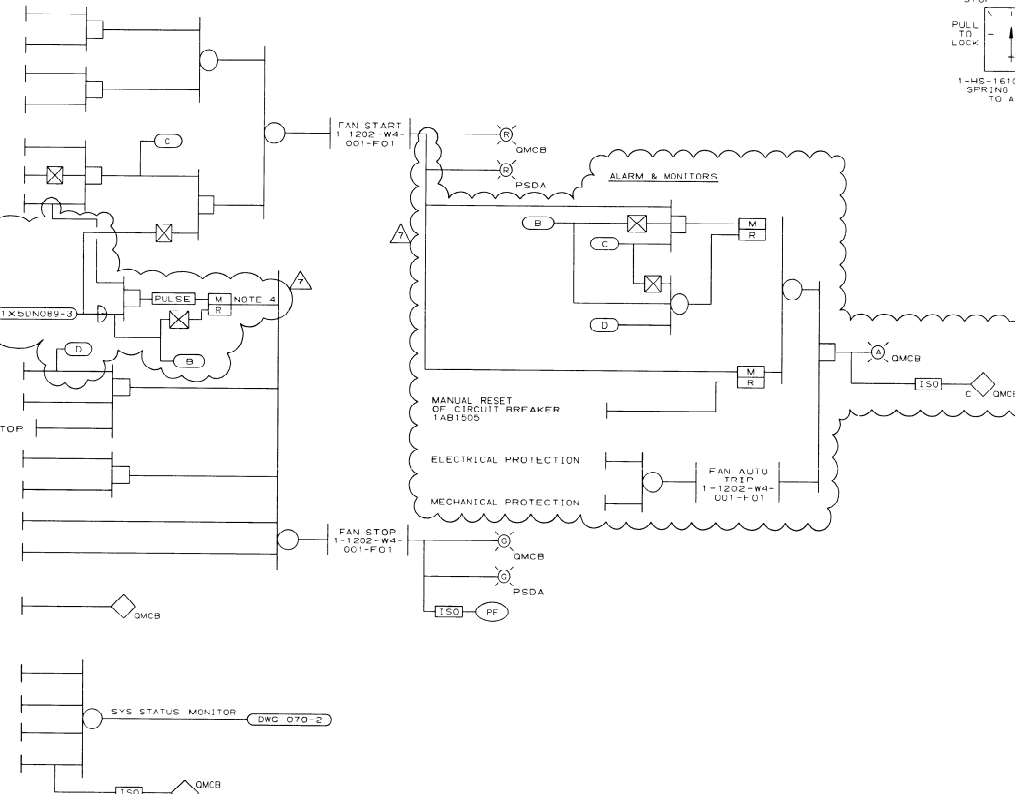 PULL
TO
LOCK
SPRING
TO A
FAN START
1-1202-W4-
001-F01
R
QMCB
R
PSDA
C
ALARM & MONITORS
B
C
D
M
R
7
7
1X5DN089-3
PULSE
M
R
NOTE 4
D
B
A
QMCB
ISO
C
QMCB
M
R
MANUAL RESET
OF CIRCUIT BREAKER
1AB1505
TOP
ELECTRICAL PROTECTION
MECHANICAL PROTECTION
FAN AUTO
TRIP
1-1202-W4-
001-F01
FAN STOP
1-1202-W4-
001-F01
G
QMCB
G
PSDA
ISO
PF
QMCB
SYS STATUS MONITOR
DWG 070-2
QMCB
ISO